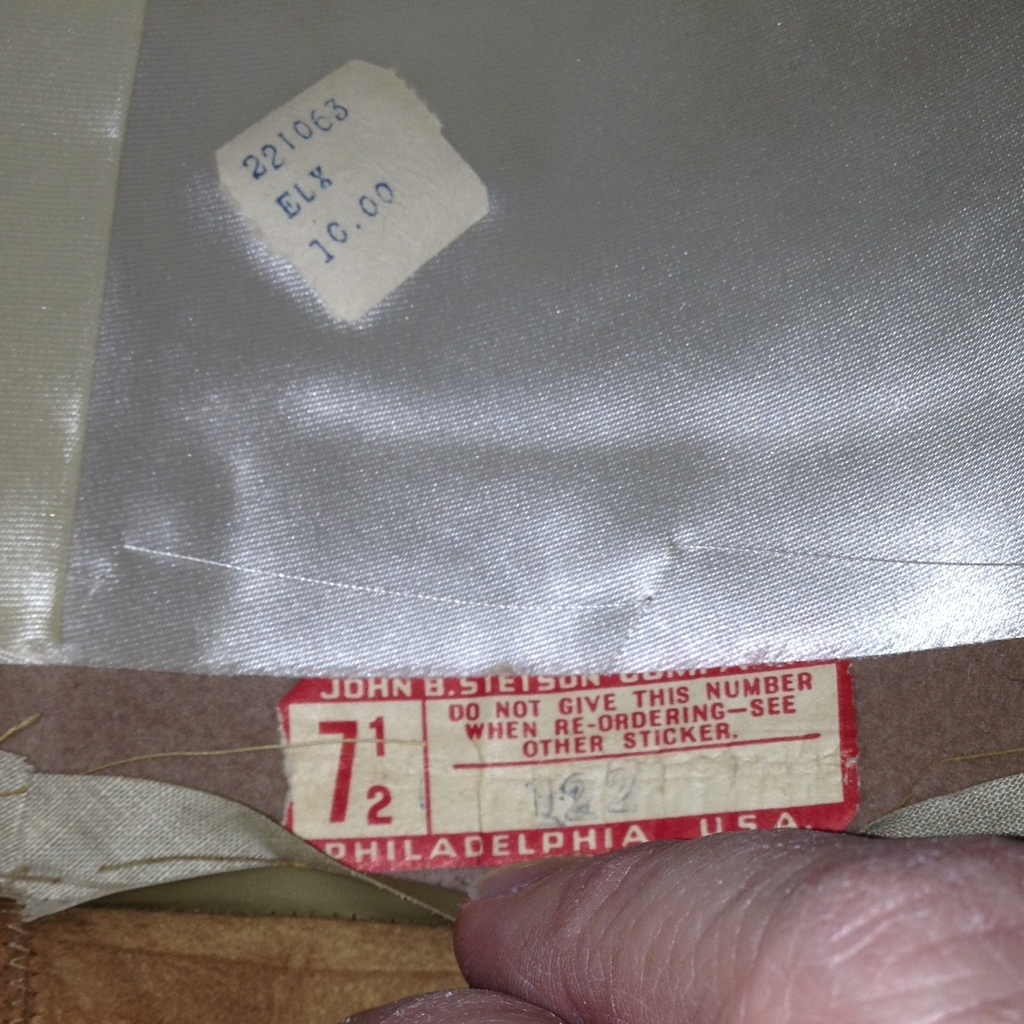 221063
ELX
10.00
JOHN B. STETSON COMPANY
7 1/2
DO NOT GIVE THIS NUMBER
WHEN RE-ORDERING—SEE
OTHER STICKER.
122
PHILADELPHIA U.S.A.